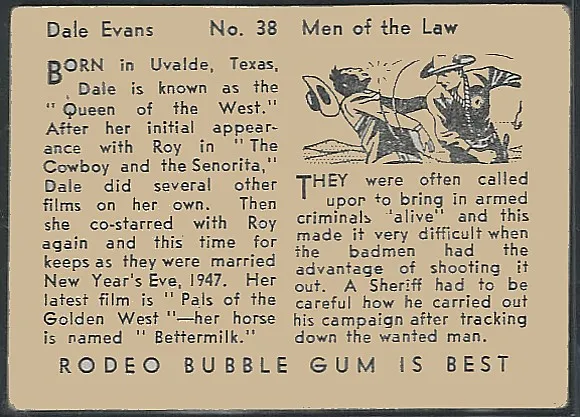 Dale Evans No. 38 Men of the Law
BORN in Uvalde, Texas,
Dale is known as the
"Queen of the West."
After her initial appear-
ance with Roy in "The
Cowboy and the Senorita,"
Dale did several other
films on her own. Then
she co-starred with Roy
again and this time for
keeps as they were married
New Year's Eve, 1947. Her
latest film is "Pals of the
Golden West"—her horse
is named "Bettermilk."
THEY were often called
upon to bring in armed
criminals "alive" and this
made it very difficult when
the badmen had the
advantage of shooting it
out. A Sheriff had to be
careful how he carried out
his campaign after tracking
down the wanted man.
RODEO BUBBLE GUM IS BEST